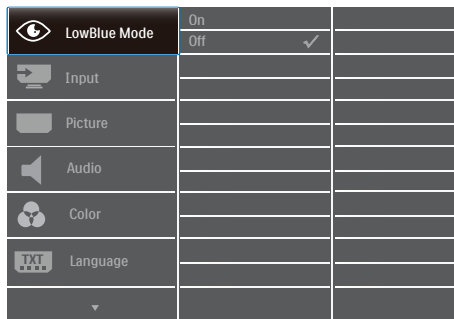 LowBlue Mode
On
Off
Input
Picture
Audio
Color
TXT
Language